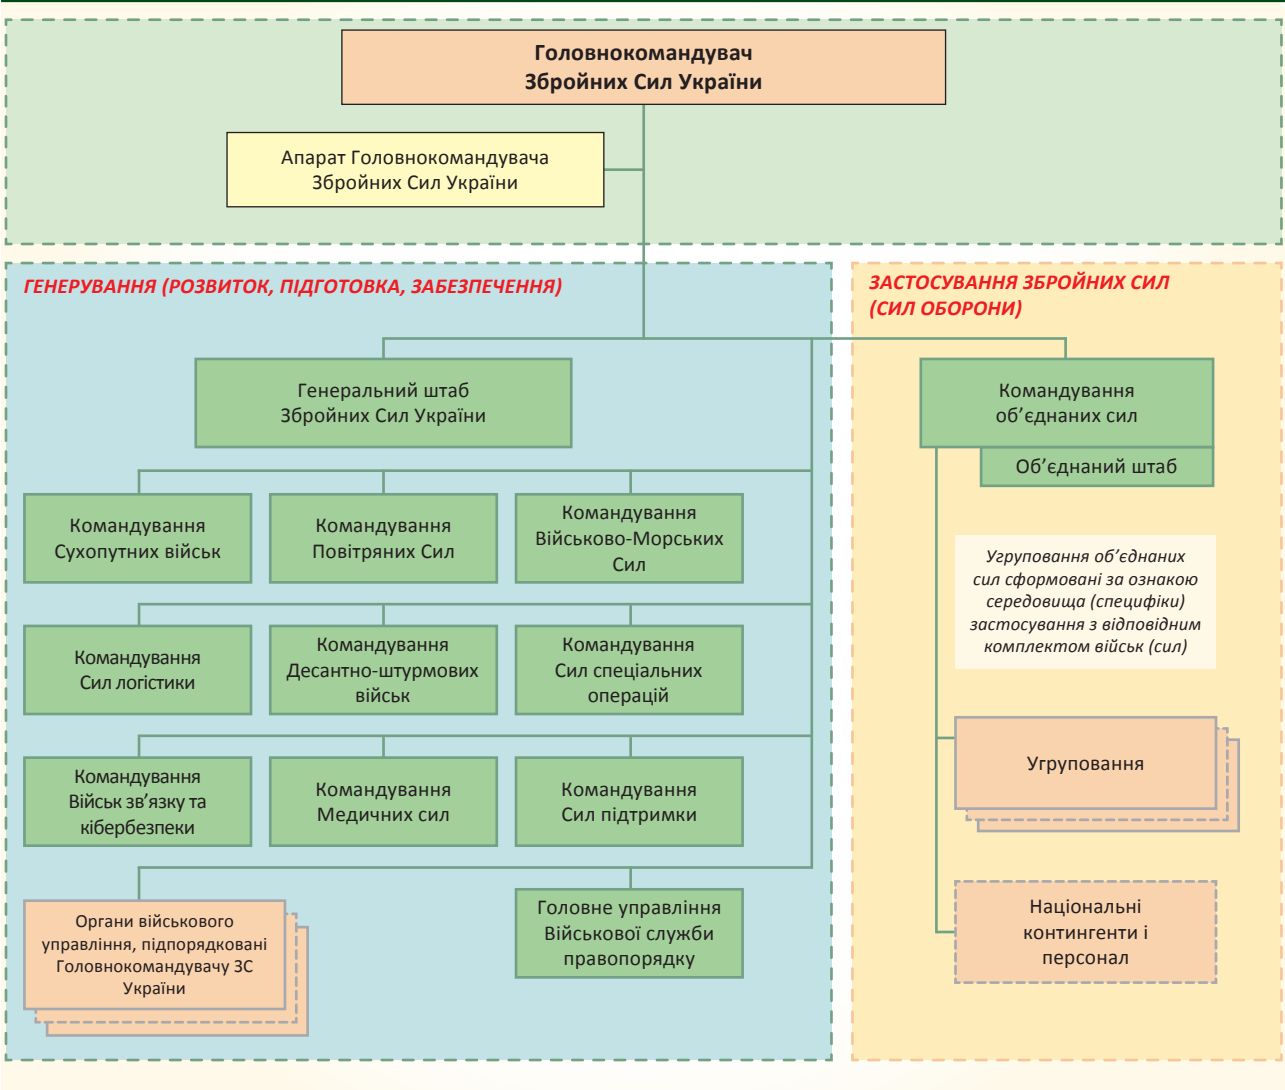 Головнокомандувач
Збройних Сил України
Апарат Головнокомандувача
Збройних Сил України
ГЕНЕРУВАННЯ (РОЗВИТОК, ПІДГОТОВКА, ЗАБЕЗПЕЧЕННЯ)
Генеральний штаб
Збройних Сил України
Командування
Сухопутних військ
Командування
Повітряних Сил
Командування
Військово-Морських
Сил
Командування
Сил логістики
Командування
Десантно-штурмових
військ
Командування
Сил спеціальних
операцій
Командування
Військ зв’язку та
кібербезпеки
Командування
Медичних сил
Командування
Сил підтримки
Органи військового
управління, підпорядковані
Головнокомандувачу ЗС
України
Головне управління
Військової служби
правопорядку
ЗАСТОСУВАННЯ ЗБРОЙНИХ СИЛ
(СИЛ ОБОРОНИ)
Командування
об’єднаних сил
Об’єднаний штаб
Угруповання об’єднаних
сил сформовані за ознакою
середовища (специфіки)
застосування з відповідним
комплектом військ (сил)
Угруповання
Національні
контингенти і
персонал